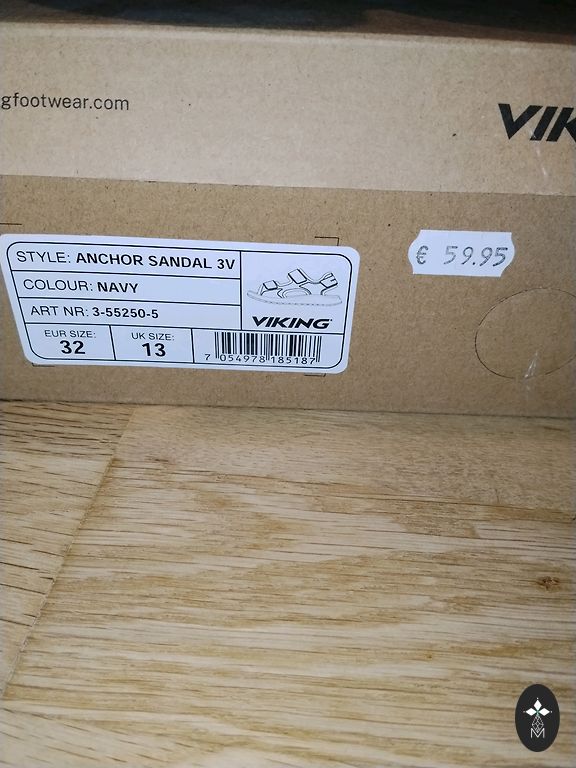 gfootwear.com
VIK
STYLE: ANCHOR SANDAL 3V
COLOUR: NAVY
ART NR: 3-55250-5
EUR SIZE:
32
UK SIZE:
13
VIKING
7 054978 185187
€ 59.95
M